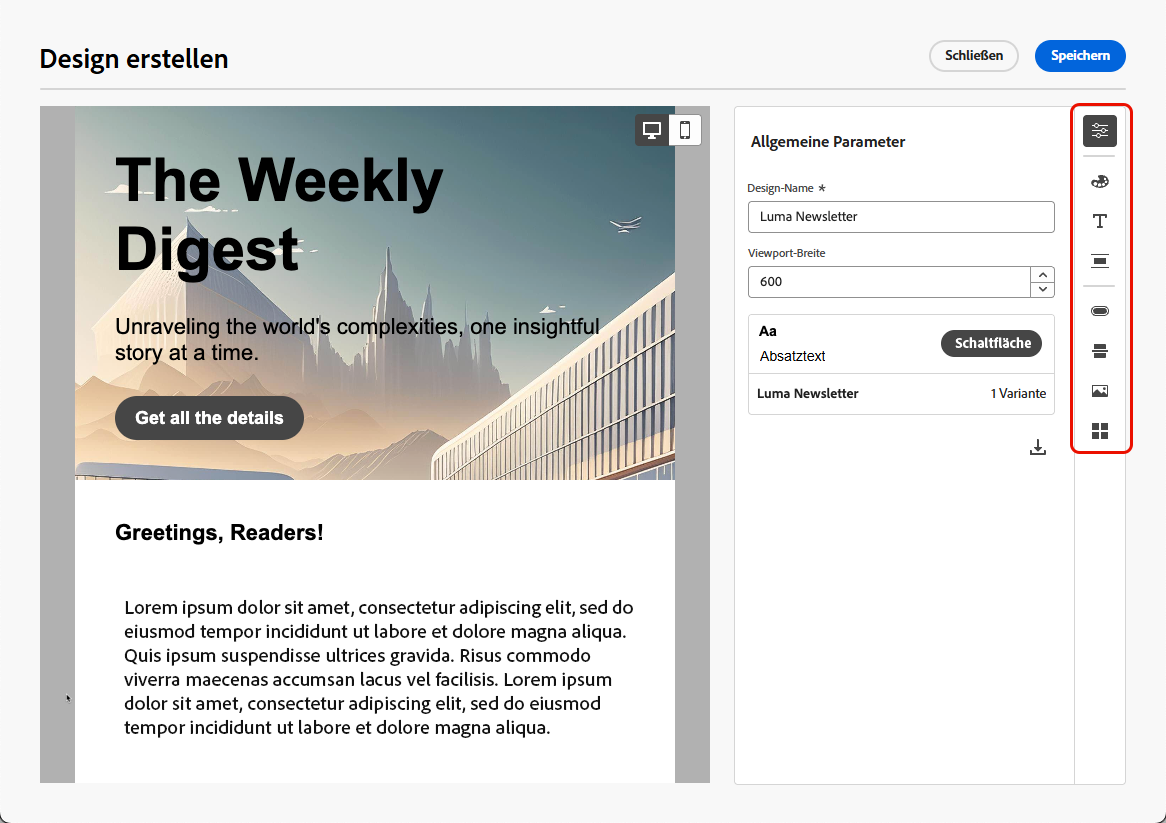 Design erstellen
Schließen
Speichern
The Weekly
Digest
Unraveling the world's complexities, one insightful
story at a time.
Get all the details
Greetings, Readers!
Lorem ipsum dolor sit amet, consectetur adipiscing elit, sed do
eiusmod tempor incididunt ut labore et dolore magna aliqua.
Quis ipsum suspendisse ultrices gravida. Risus commodo
viverra maecenas accumsan lacus vel facilisis. Lorem ipsum
dolor sit amet, consectetur adipiscing elit, sed do eiusmod
tempor incididunt ut labore et dolore magna aliqua.
Allgemeine Parameter
Design-Name *
Luma Newsletter
Viewport-Breite
600
Aa
Absatztext
Schaltfläche
Luma Newsletter
1 Variante